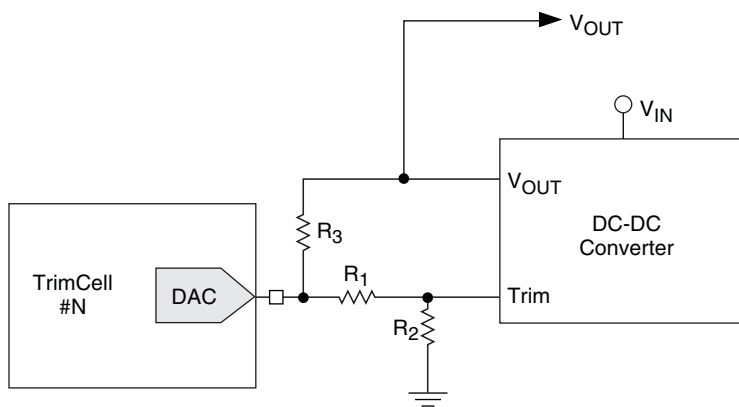 V_OUT
V_IN
V_OUT
DC-DC
Converter
R_3
TrimCell
#N
DAC
R_1
Trim
R_2